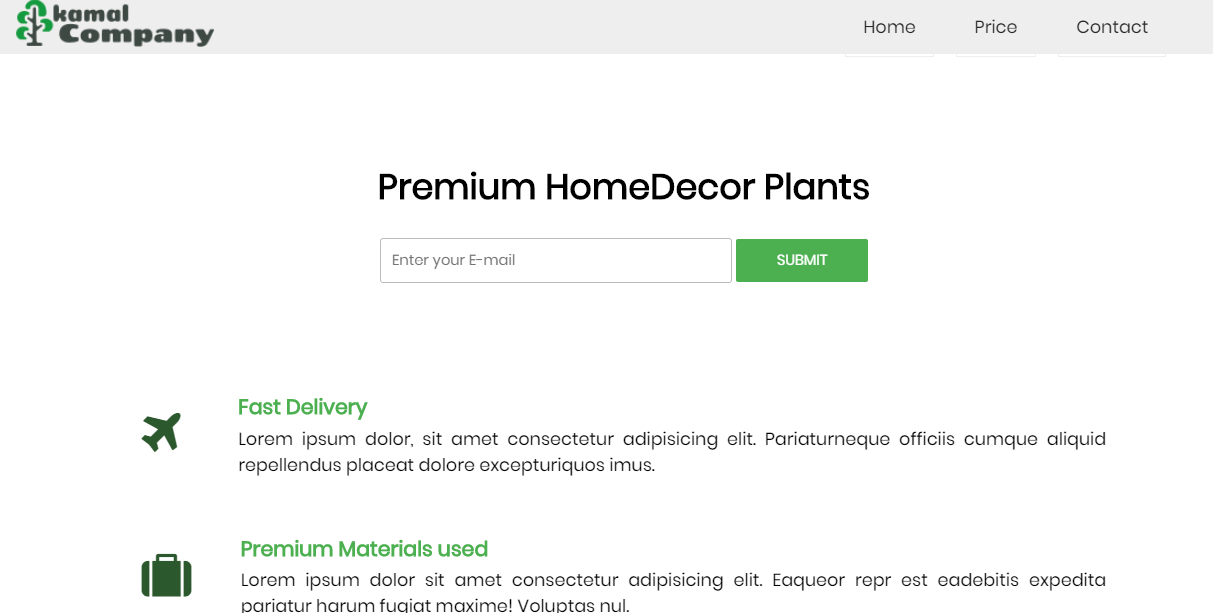 kamal
Company
Home Price Contact
Premium HomeDecor Plants
Enter your E-mail SUBMIT
Fast Delivery
Lorem ipsum dolor, sit amet consectetur adipisicing elit. Pariaturneque officiis cumque aliquid
repellendus placeat dolore excepturiquos imus.
Premium Materials used
Lorem ipsum dolor sit amet consectetur adipisicing elit. Eaqueor repr est eadebitis expedita
pariatur harum fugiat maxime! Voluptas nul.